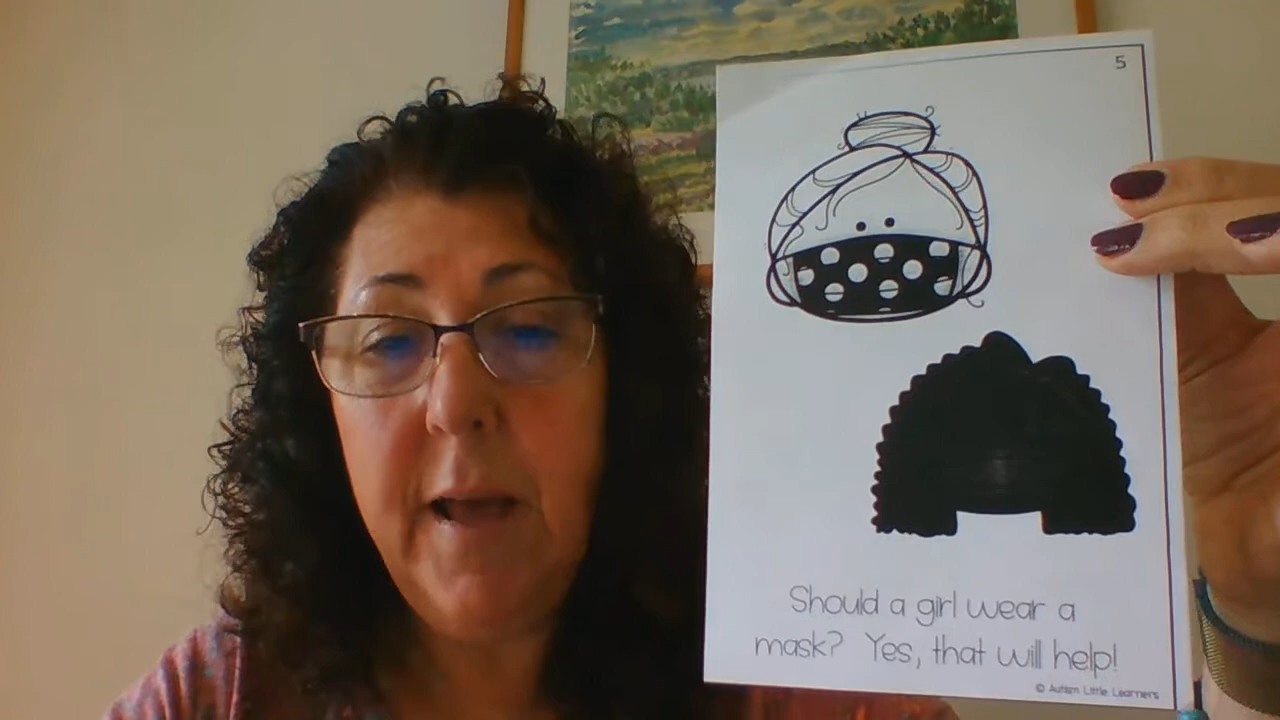 5
Should a girl wear a
mask? Yes, that will help!
© Autism Little Learners